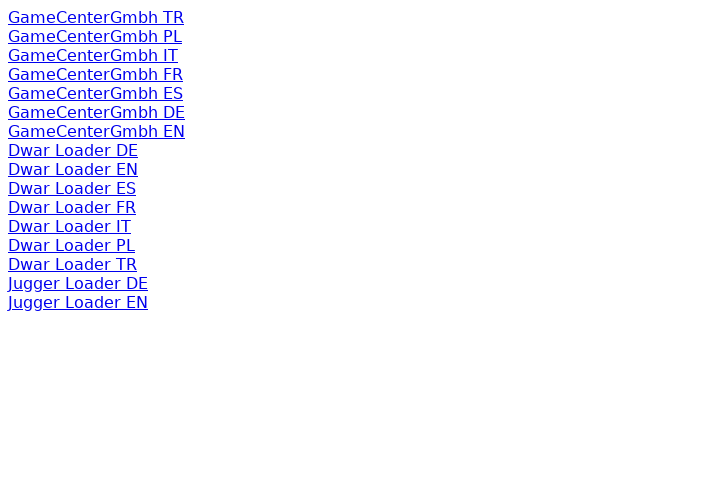 GameCenterGmbh TR
GameCenterGmbh PL
GameCenterGmbh IT
GameCenterGmbh FR
GameCenterGmbh ES
GameCenterGmbh DE
GameCenterGmbh EN
Dwar Loader DE
Dwar Loader EN
Dwar Loader ES
Dwar Loader FR
Dwar Loader IT
Dwar Loader PL
Dwar Loader TR
Jugger Loader DE
Jugger Loader EN